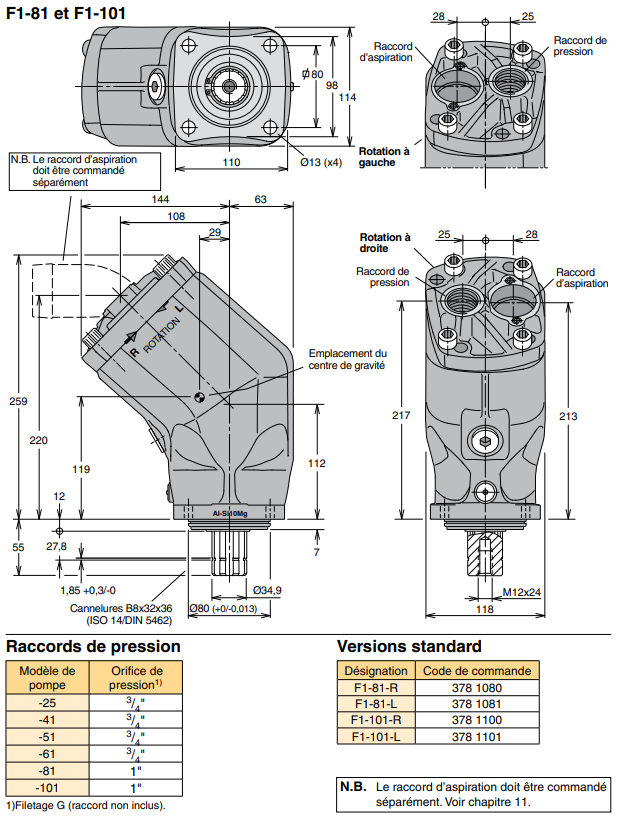 F1-81 et F1-101
28
25
Raccord
d'aspiration
Raccord de
pression
80
98
114
110
Ø13 (x4)
Rotation à
gauche
N.B. Le raccord d'aspiration
doit être commandé
séparément
144
63
108
29
Rotation à
droite
25
28
Raccord de
pression
Raccord
d'aspiration
R ROTATION L
Emplacement du
centre de gravité
259
220
119
112
217
213
Al-Si10Mg
12
55
27,8
7
1,85 +0,3/-0
Ø34,9
Cannelures B8x32x36
(ISO 14/DIN 5462)
Ø80 (+0/-0,013)
M12x24
118
Raccords de pression
Modèle de pompe Orifice de pression1)
-25 3/4"
-41 3/4"
-51 3/4"
-61 3/4"
-81 1"
-101 1"
1)Filetage G (raccord non inclus).
Versions standard
Désignation Code de commande
F1-81-R 378 1080
F1-81-L 378 1081
F1-101-R 378 1100
F1-101-L 378 1101
N.B. Le raccord d'aspiration doit être commandé
séparément. Voir chapitre 11.